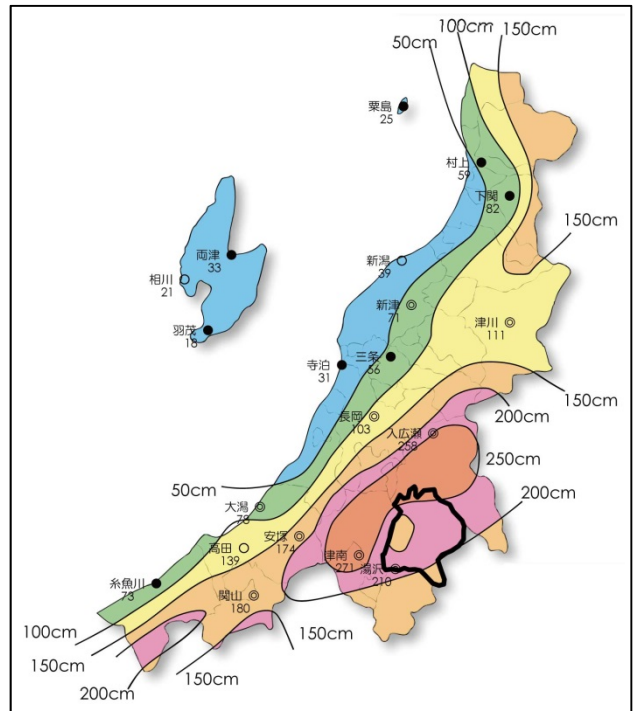 100cm
150cm
50cm
粟島
25
村上
59
下関
82
150cm
両津
33
相川
21
羽茂
18
新潟
39
新津
71
津川
111
寺泊
31
三条
56
150cm
200cm
長岡
103
入広瀬
258
250cm
200cm
50cm
大潟
78
安塚
174
高田
139
津南
271
湯沢
210
糸魚川
73
関山
180
100cm
150cm
200cm
150cm
150cm